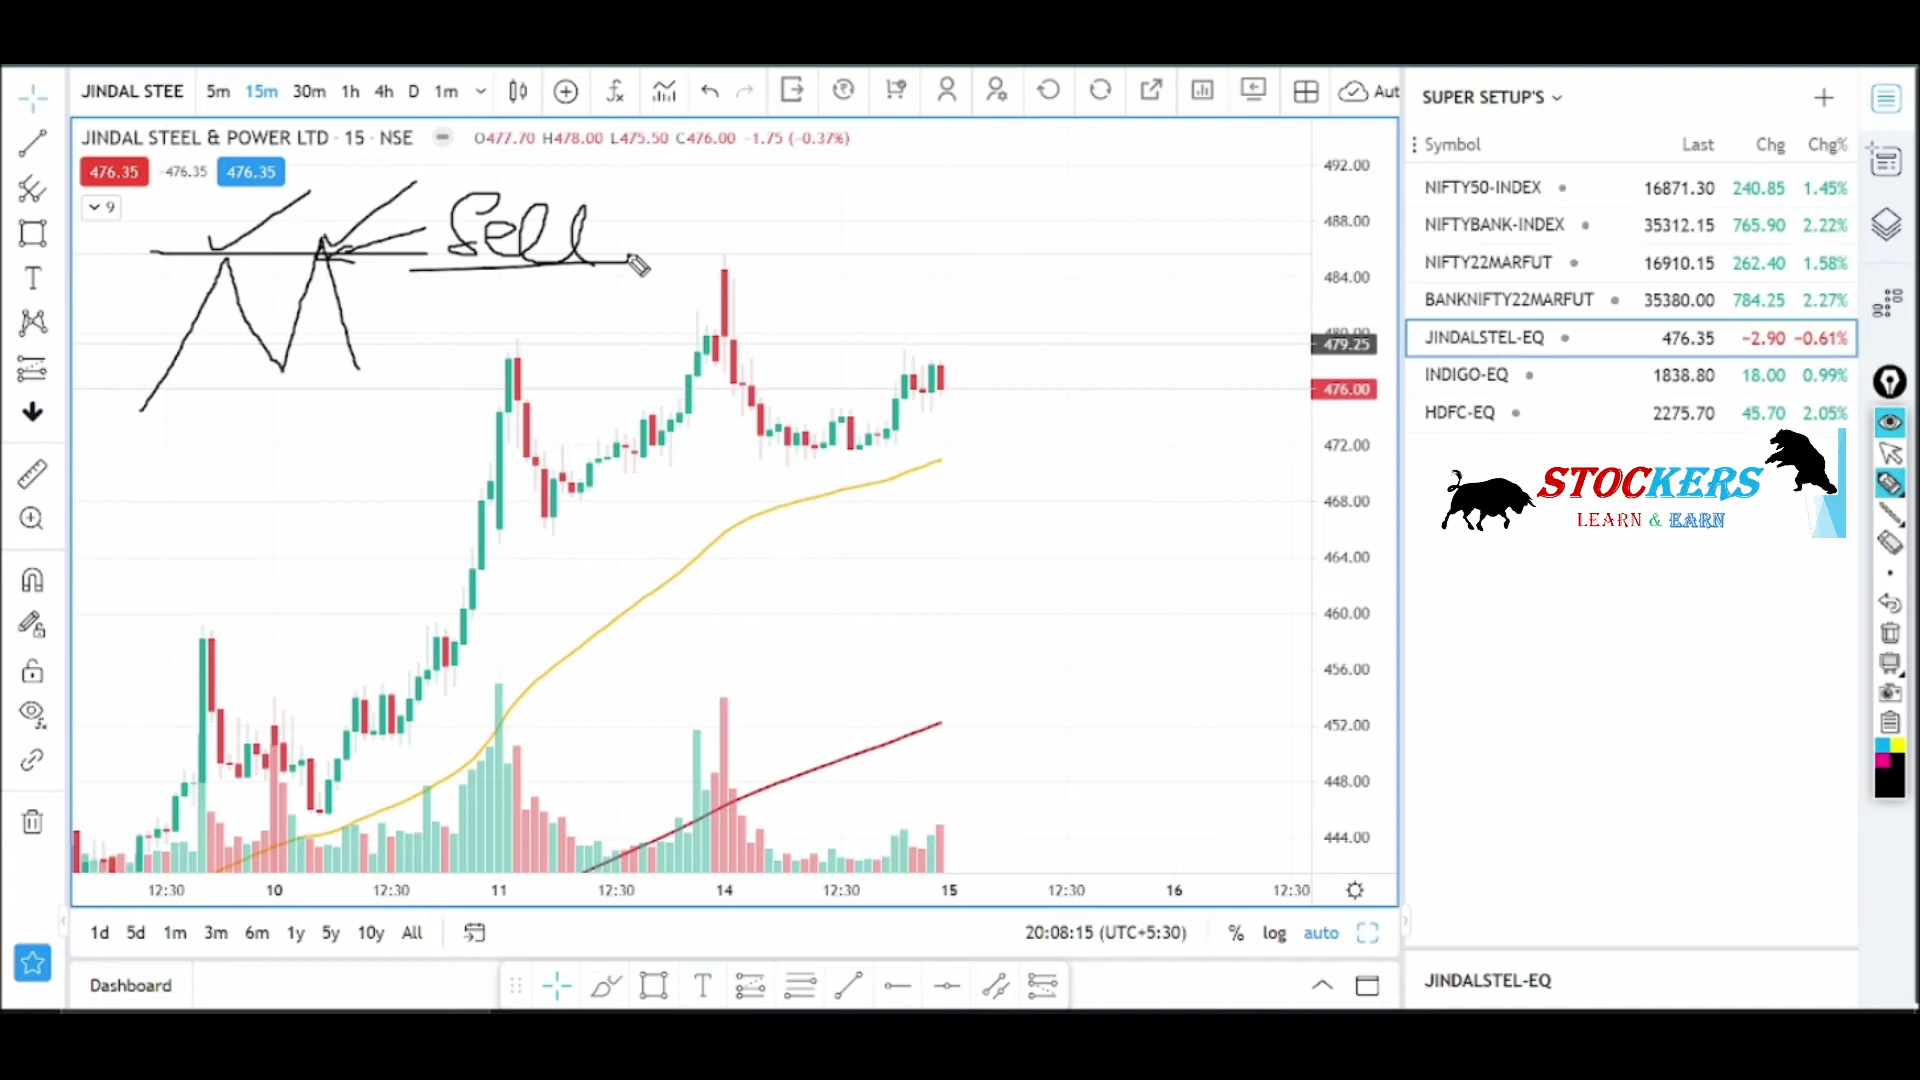 JINDAL STEE 5m 15m 30m 1h 4h D 1m Aut
SUPER SETUP'S
JINDAL STEEL & POWER LTD · 15 · NSE O477.70 H478.00 L475.50 C476.00 −1.75 (−0.37%)
476.35 476.35 476.35
9
Sell
Symbol Last Chg Chg%
NIFTY50-INDEX 16871.30 240.85 1.45%
NIFTYBANK-INDEX 35312.15 765.90 2.22%
NIFTY22MARFUT 16910.15 262.40 1.58%
BANKNIFTY22MARFUT 35380.00 784.25 2.27%
JINDALSTEL-EQ 476.35 −2.90 −0.61%
INDIGO-EQ 1838.80 18.00 0.99%
HDFC-EQ 2275.70 45.70 2.05%
STOCKERS
LEARN & EARN
492.00
488.00
484.00
480.00
479.25
476.00
472.00
468.00
464.00
460.00
456.00
452.00
448.00
444.00
12:30 10 12:30 11 12:30 14 12:30 15 12:30 16 12:30
1d 5d 1m 3m 6m 1y 5y 10y All 20:08:15 (UTC+5:30) % log auto
Dashboard
JINDALSTEL-EQ